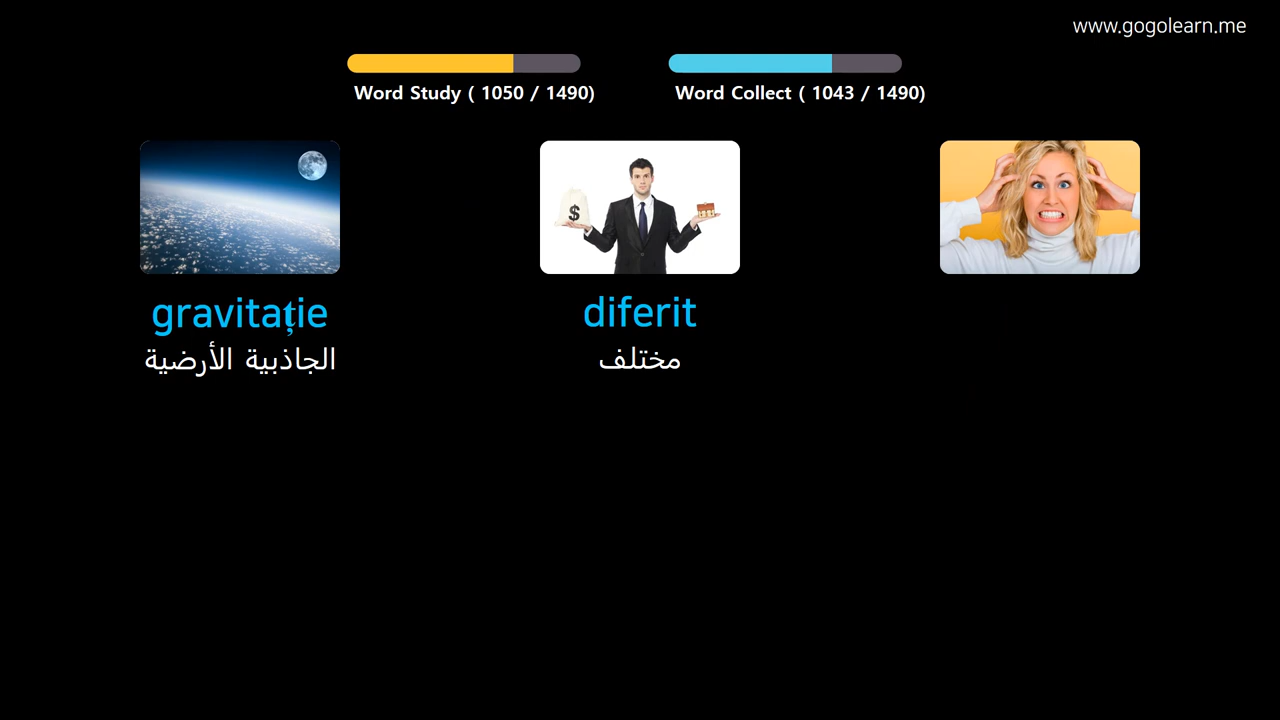 www.gogolearn.me
Word Study ( 1050 / 1490)
Word Collect ( 1043 / 1490)
$
gravitație
الجاذبية الأرضية
diferit
مختلف